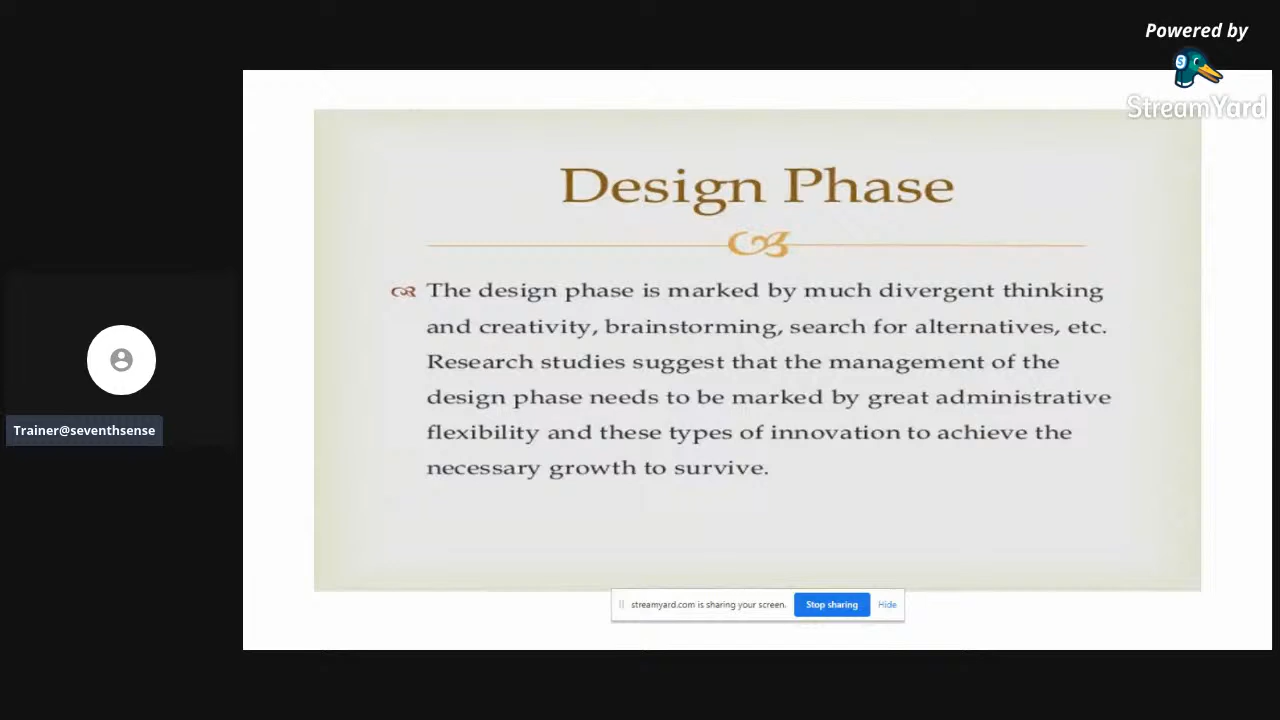 Powered by
StreamYard
Design Phase
The design phase is marked by much divergent thinking
and creativity, brainstorming, search for alternatives, etc.
Research studies suggest that the management of the
design phase needs to be marked by great administrative
flexibility and these types of innovation to achieve the
necessary growth to survive.
Trainer@seventhsense
streamyard.com is sharing your screen. Stop sharing Hide